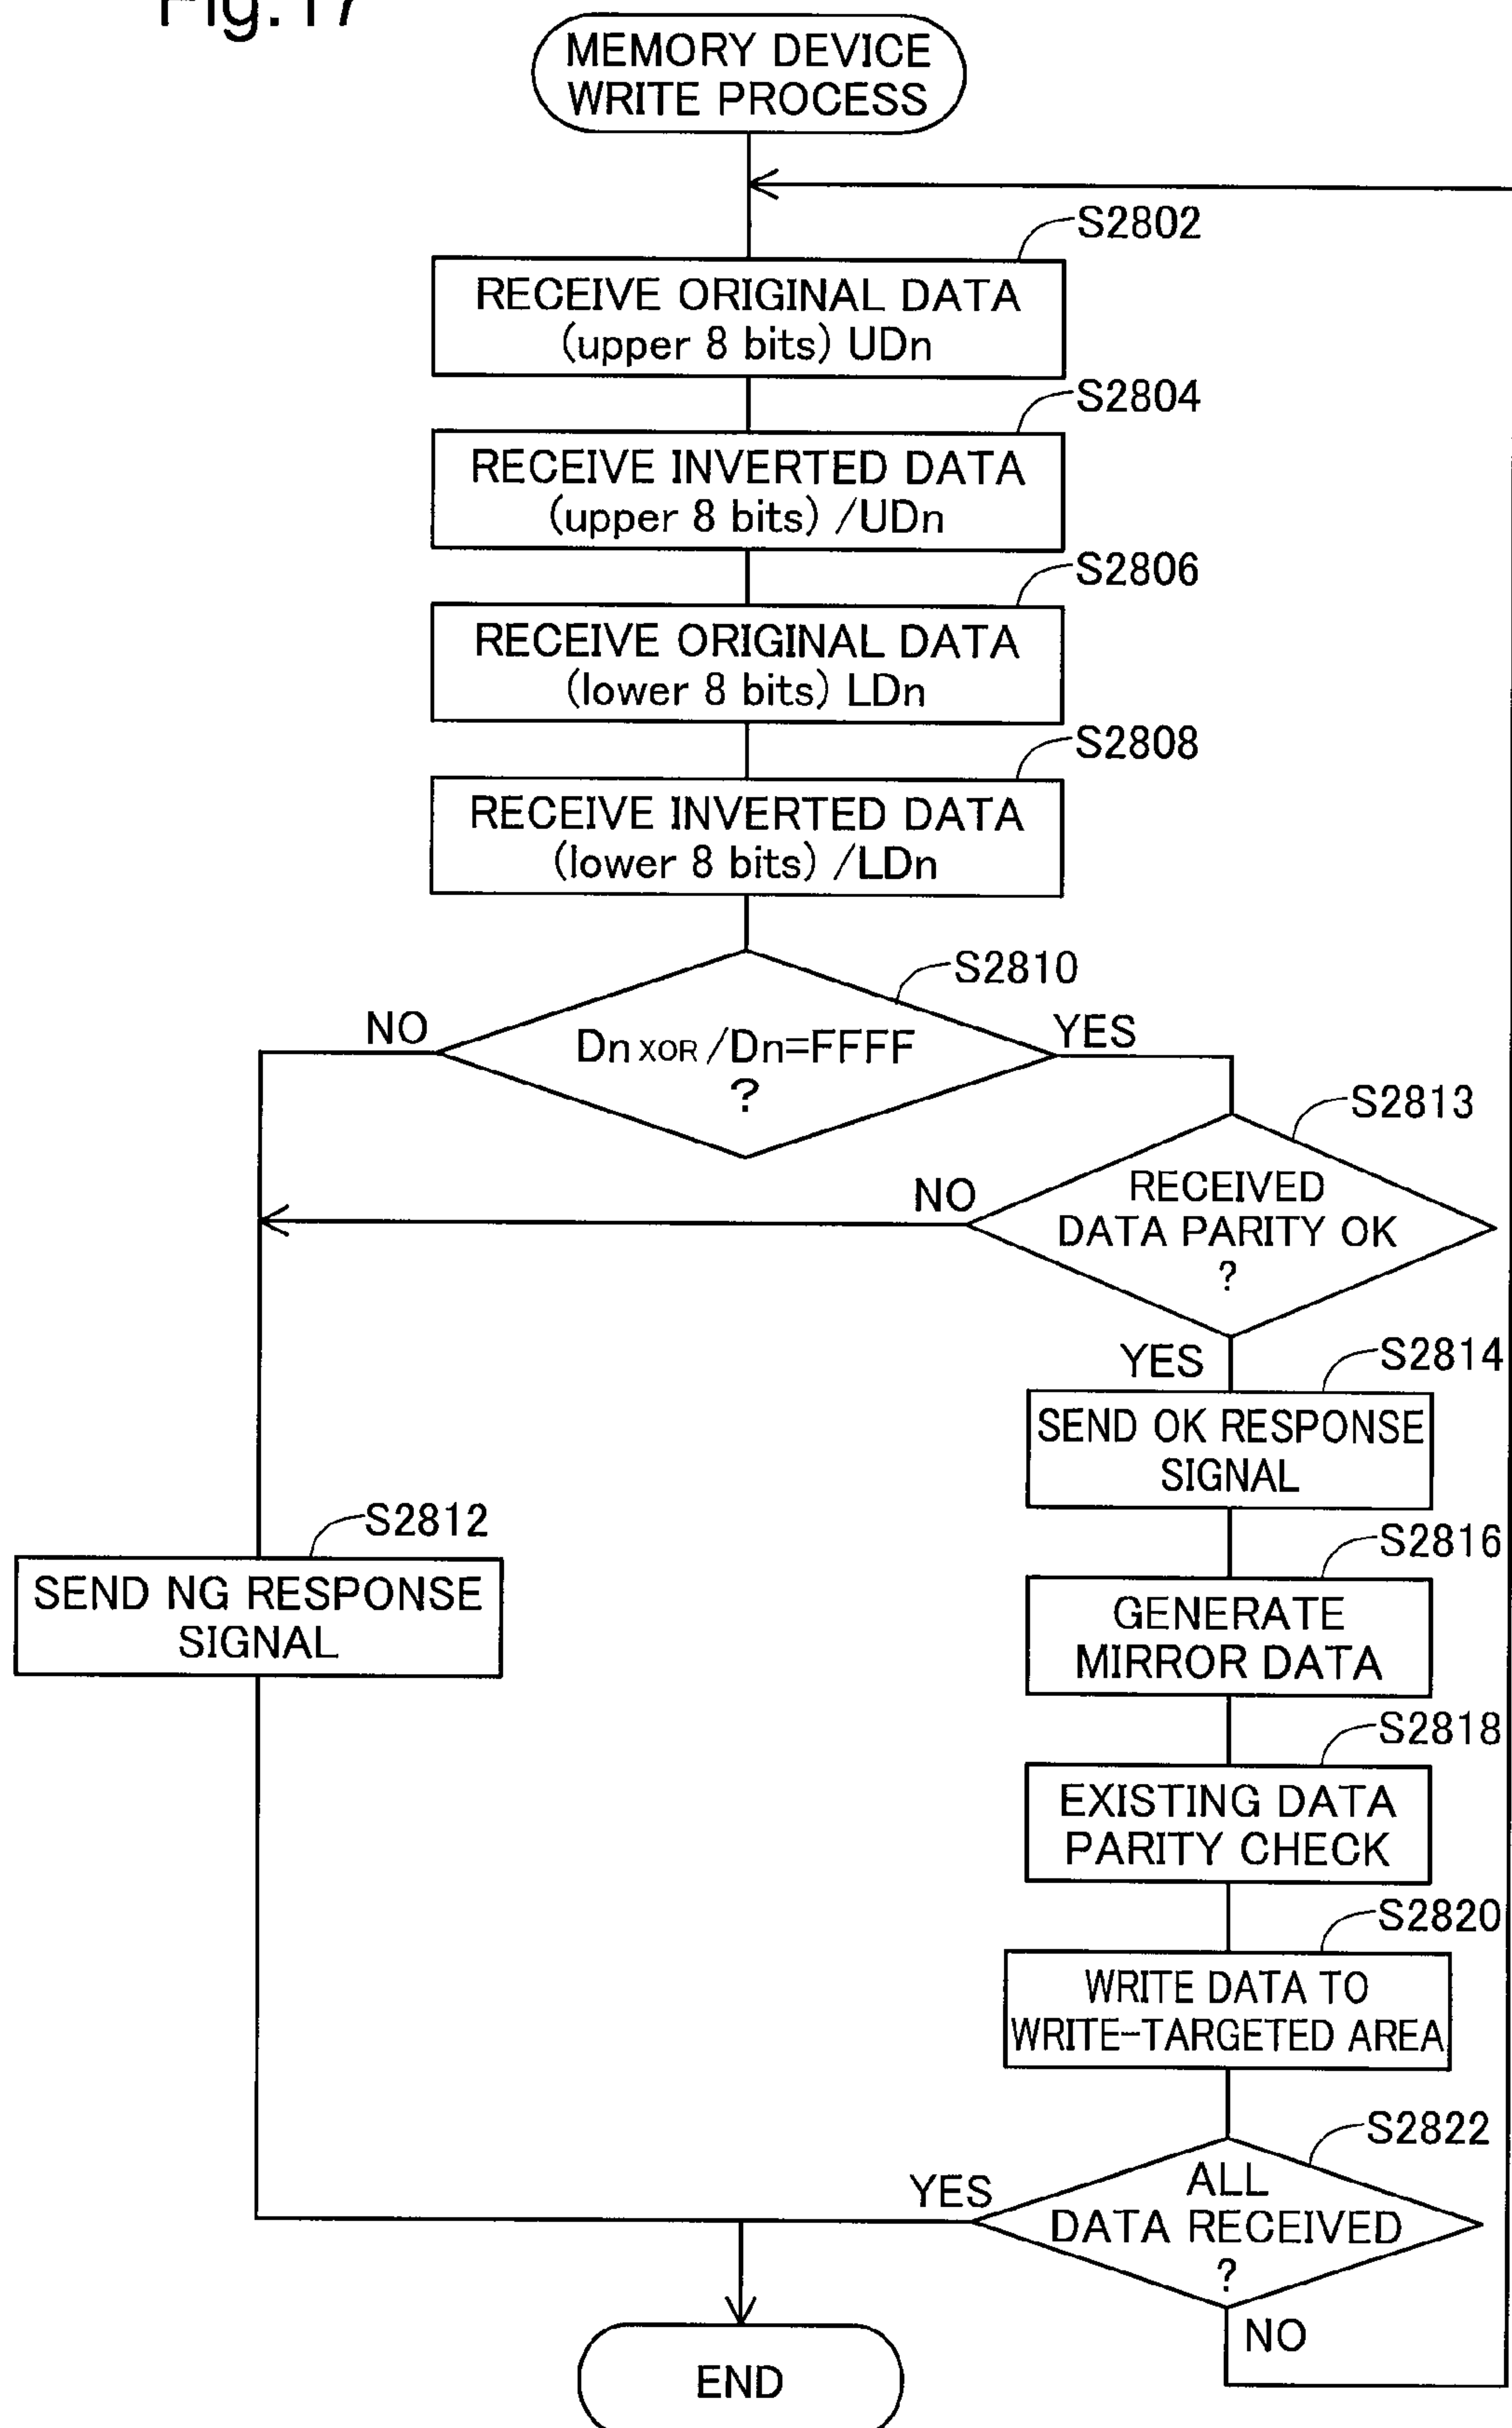 Fig.17
MEMORY DEVICE
WRITE PROCESS
S2802
RECEIVE ORIGINAL DATA
(upper 8 bits) UDn
S2804
RECEIVE INVERTED DATA
(upper 8 bits) /UDn
S2806
RECEIVE ORIGINAL DATA
(lower 8 bits) LDn
S2808
RECEIVE INVERTED DATA
(lower 8 bits) /LDn
S2810
NO
Dn XOR /Dn=FFFF
?
YES
S2813
NO
RECEIVED
DATA PARITY OK
?
YES
S2814
SEND OK RESPONSE
SIGNAL
S2812
SEND NG RESPONSE
SIGNAL
S2816
GENERATE
MIRROR DATA
S2818
EXISTING DATA
PARITY CHECK
S2820
WRITE DATA TO
WRITE-TARGETED AREA
S2822
YES
ALL
DATA RECEIVED
?
NO
END